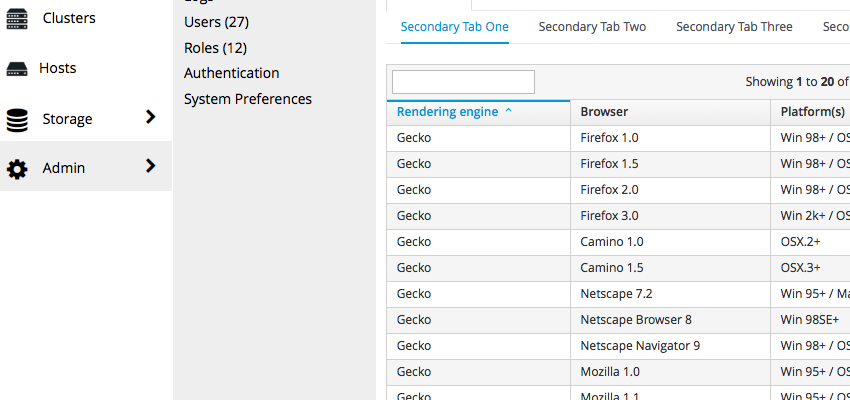 Clusters
Hosts
Storage
Admin
Logs
Users (27)
Roles (12)
Authentication
System Preferences
Secondary Tab One Secondary Tab Two Secondary Tab Three Seco
Showing 1 to 20 of
Rendering engine Browser Platform(s)
Gecko Firefox 1.0 Win 98+ / OS
Gecko Firefox 1.5 Win 98+ / OS
Gecko Firefox 2.0 Win 98+ / OS
Gecko Firefox 3.0 Win 2k+ / OS
Gecko Camino 1.0 OSX.2+
Gecko Camino 1.5 OSX.3+
Gecko Netscape 7.2 Win 95+ / Ma
Gecko Netscape Browser 8 Win 98SE+
Gecko Netscape Navigator 9 Win 98+ / OS
Gecko Mozilla 1.0 Win 95+ / OS
Gecko Mozilla 1.1 Win 95+ / OS